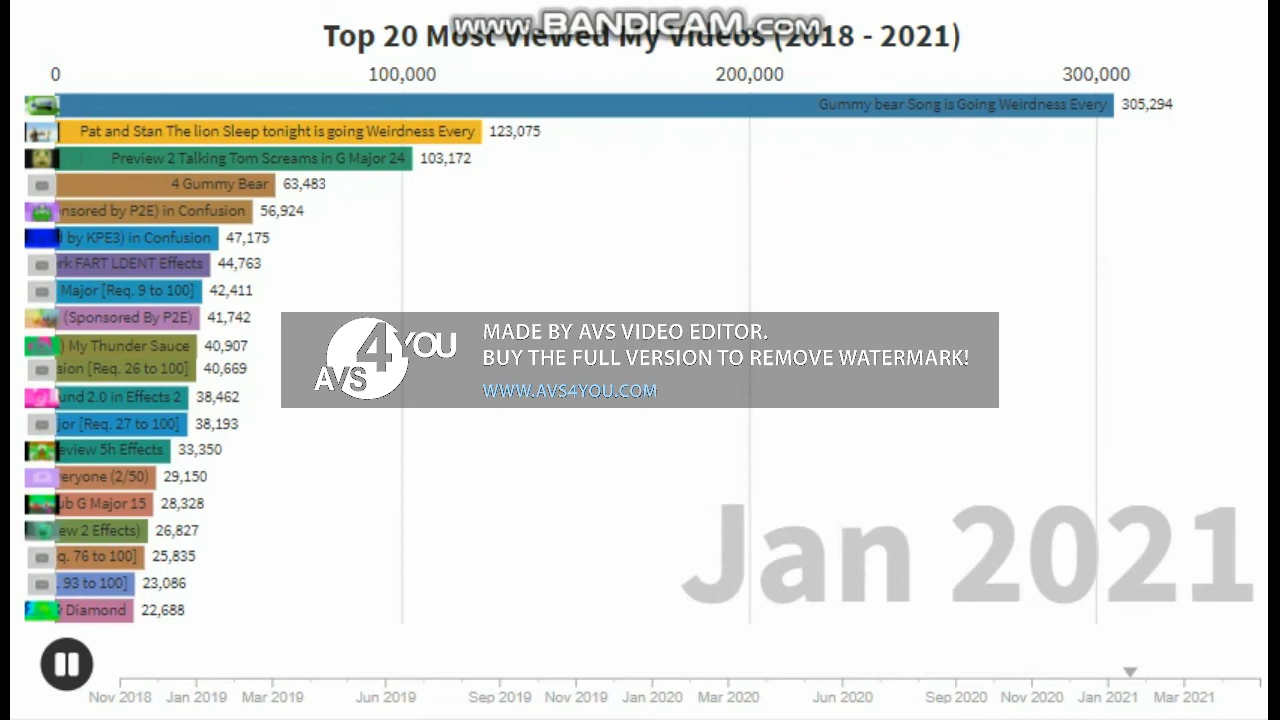 www.BANDICAM.com
Top 20 Most Viewed My Videos (2018 - 2021)
0 100,000 200,000 300,000
Gummy bear Song is Going Weirdness Every 305,294
Pat and Stan The lion Sleep tonight is going Weirdness Every 123,075
Preview 2 Talking Tom Screams in G Major 24 103,172
4 Gummy Bear 63,483
nsored by P2E) in Confusion 56,924
by KPE3) in Confusion 47,175
rk FART LDENT Effects 44,763
Major [Req. 9 to 100] 42,411
(Sponsored By P2E) 41,742
) My Thunder Sauce 40,907
sion [Req. 26 to 100] 40,669
und 2.0 in Effects 2 38,462
jor [Req. 27 to 100] 38,193
eview 5h Effects 33,350
eryone (2/50) 29,150
ub G Major 15 28,328
ew 2 Effects) 26,827
q. 76 to 100] 25,835
. 93 to 100] 23,086
Diamond 22,688
AVS4YOU
MADE BY AVS VIDEO EDITOR.
BUY THE FULL VERSION TO REMOVE WATERMARK!
WWW.AVS4YOU.COM
Jan 2021
Nov 2018 Jan 2019 Mar 2019 Jun 2019 Sep 2019 Nov 2019 Jan 2020 Mar 2020 Jun 2020 Sep 2020 Nov 2020 Jan 2021 Mar 2021